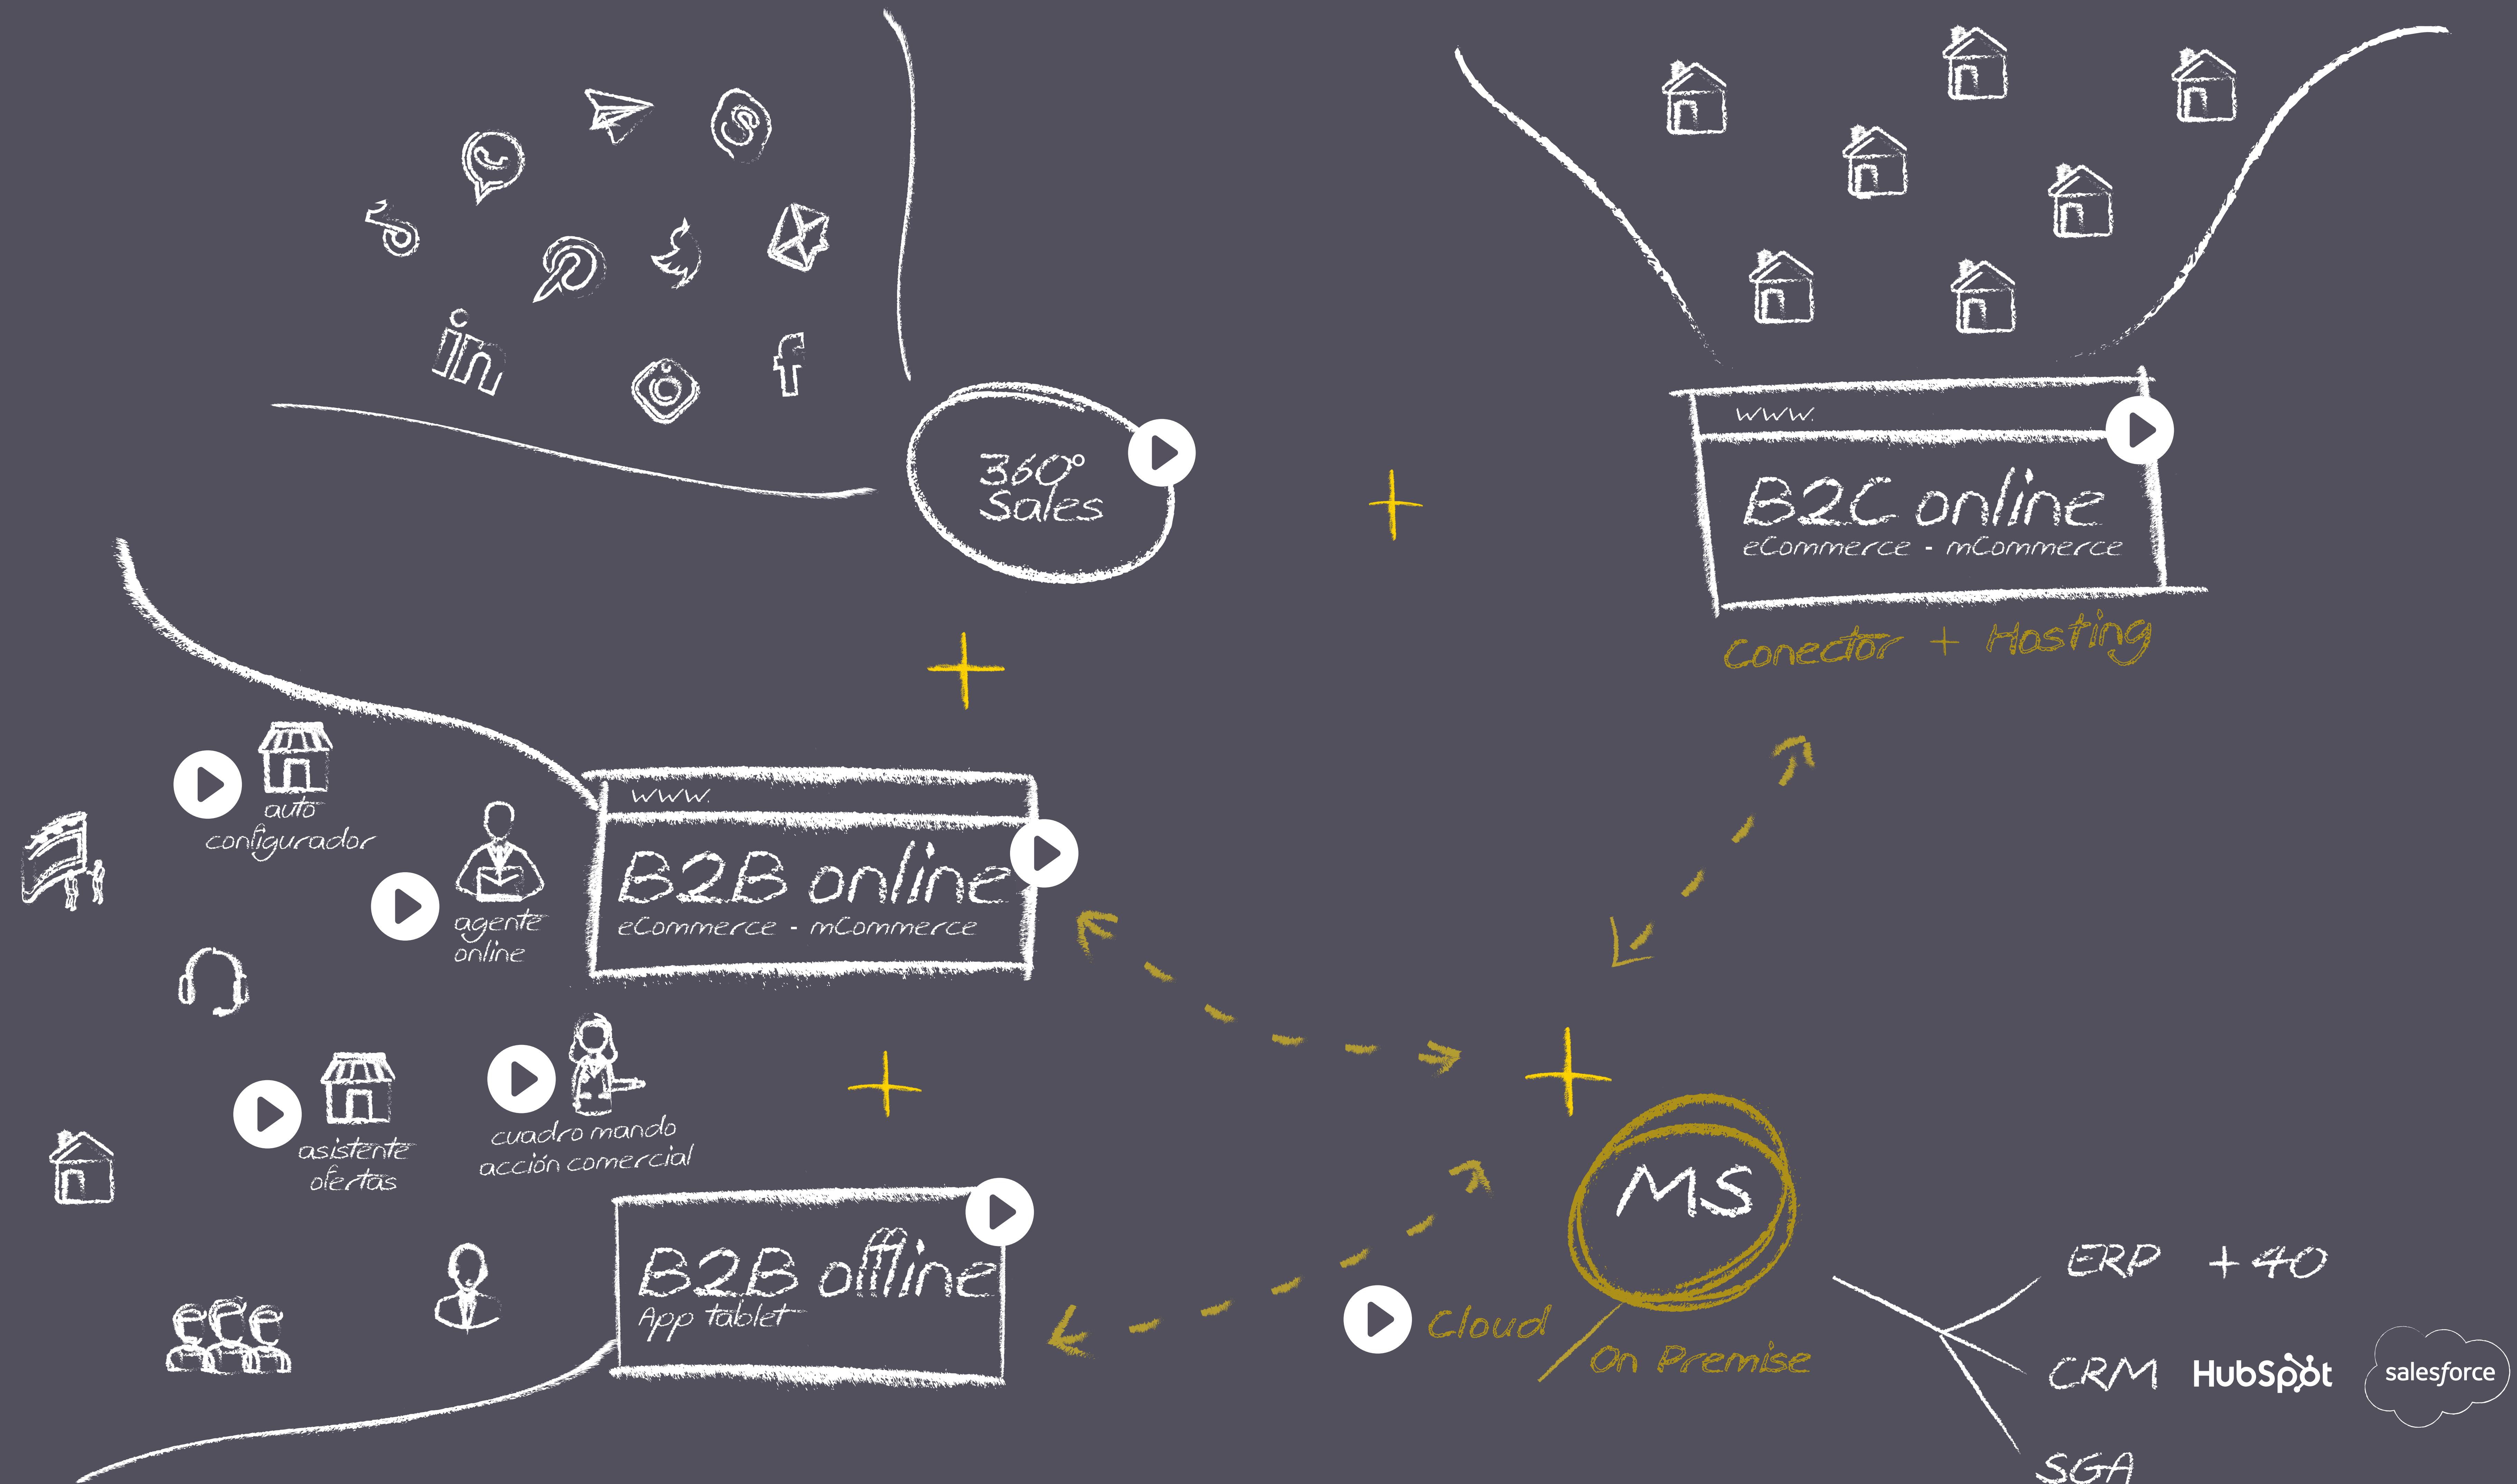 360°
Sales
www.
B2C online
eCommerce - mCommerce
Conector + Hosting
auto
configurador
agente
online
www.
B2B online
eCommerce - mCommerce
asistente
ofertas
cuadro mando
acción comercial
B2B offline
App tablet
MS
Cloud
On Premise
ERP +40
CRM HubSpot salesforce
SGA
in
f